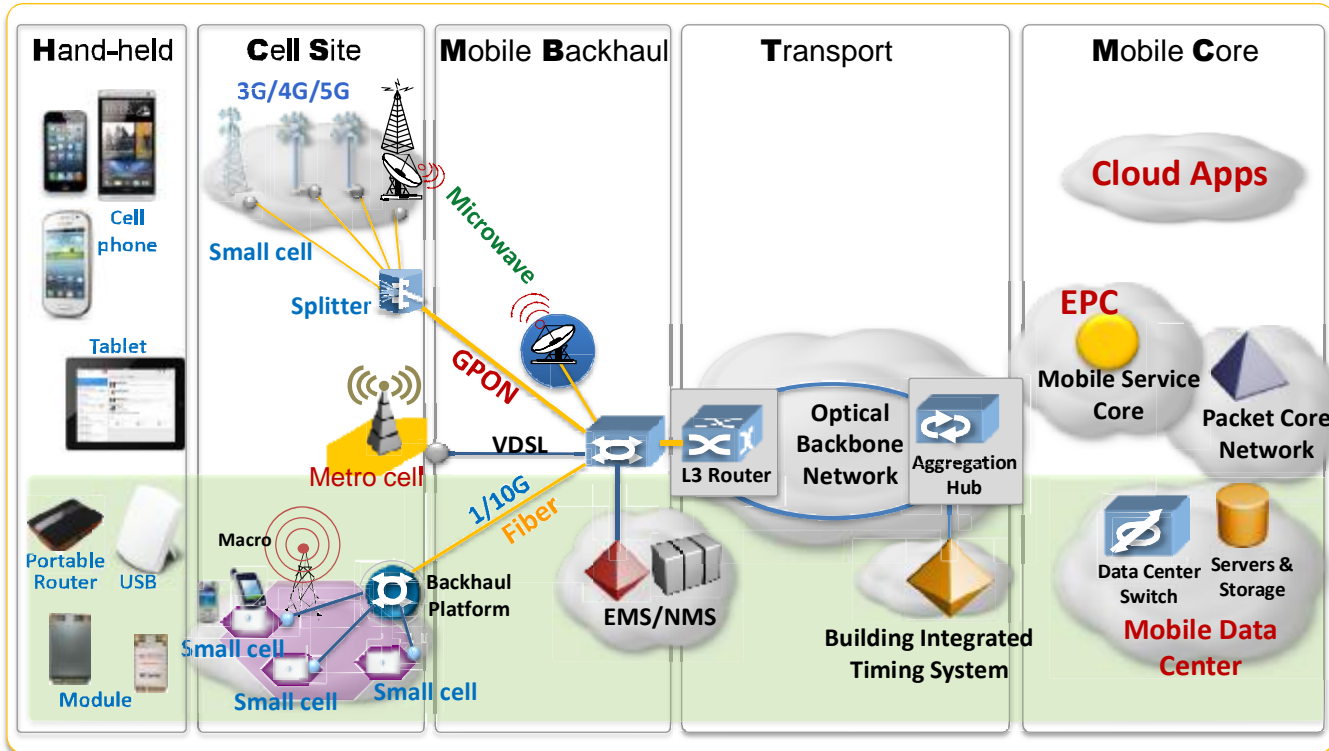 Hand-held
Cell Site
Mobile Backhaul
Transport
Mobile Core
Cell
phone
Tablet
Portable
Router
USB
Module
3G/4G/5G
Small cell
Splitter
Metro cell
Macro
Small cell
Small cell
Small cell
Microwave
GPON
VDSL
1/10G
Fiber
Backhaul
Platform
EMS/NMS
L3 Router
Optical
Backbone
Network
Aggregation
Hub
Building Integrated
Timing System
Cloud Apps
EPC
Mobile Service
Core
Packet Core
Network
Data Center
Switch
Servers &
Storage
Mobile Data
Center